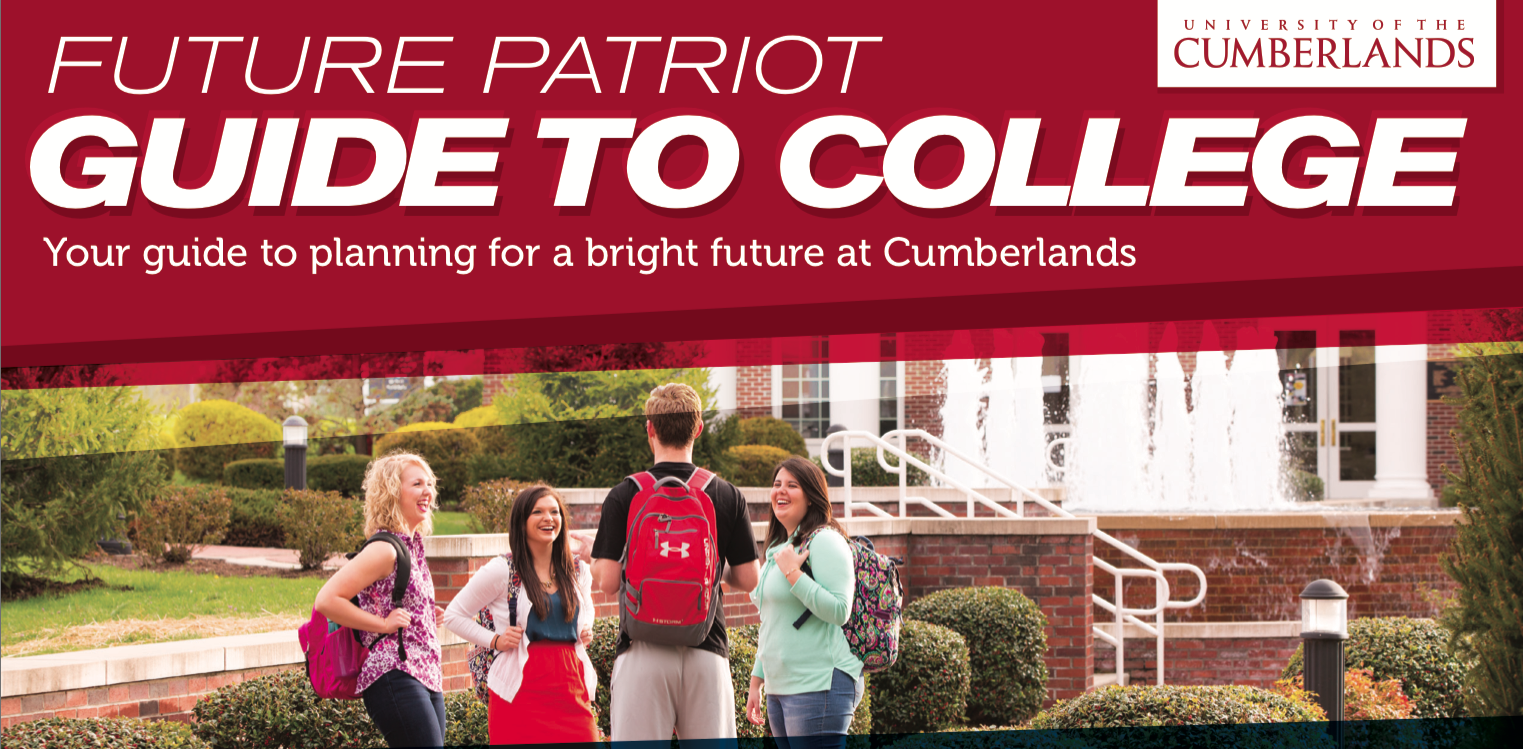 FUTURE PATRIOT
UNIVERSITY OF THE
CUMBERLANDS
GUIDE TO COLLEGE
Your guide to planning for a bright future at Cumberlands